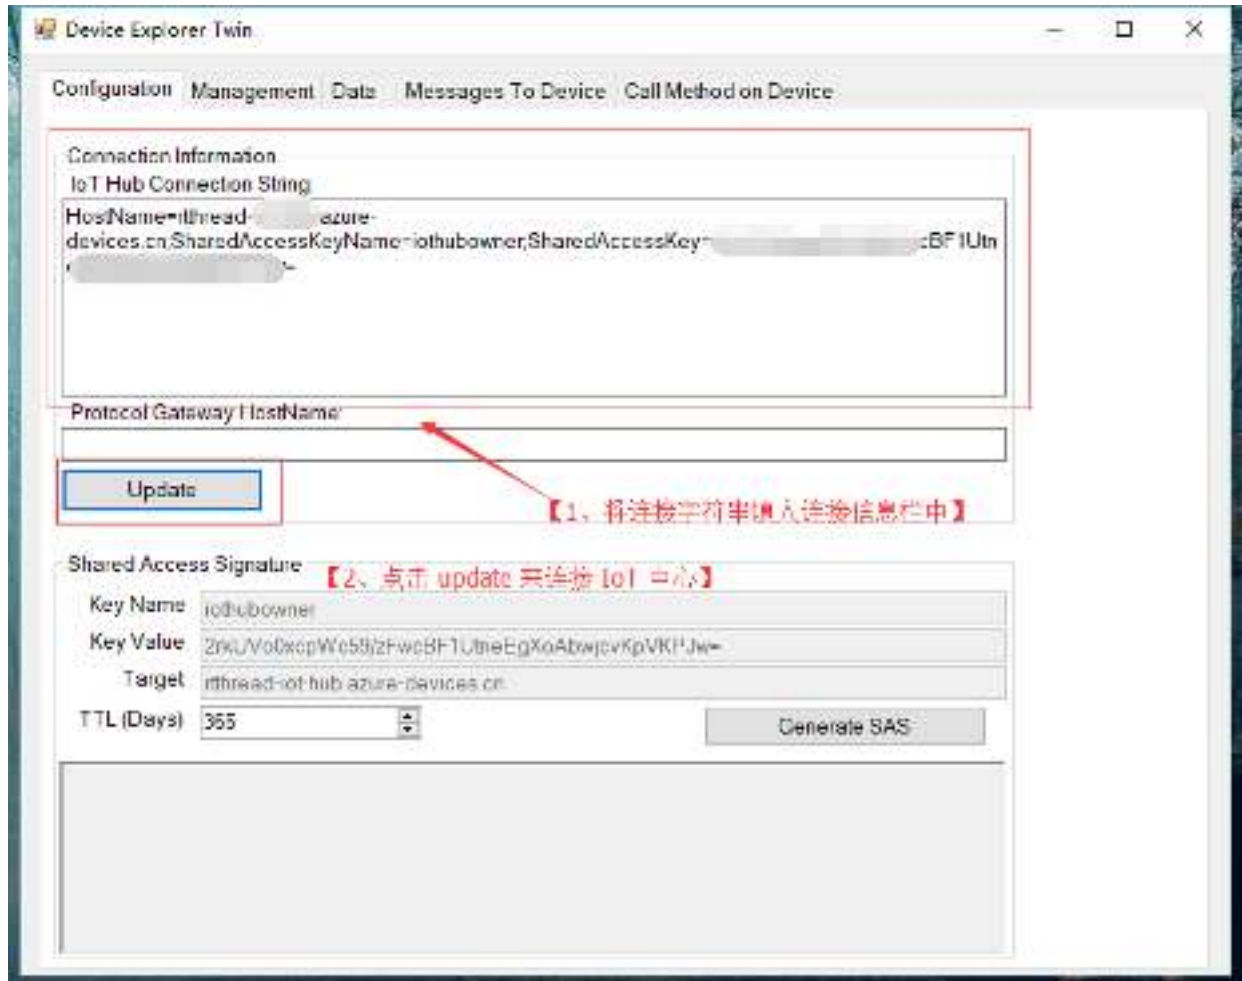 Device Explorer Twin
Configuration Management Data Messages To Device Call Method on Device
Connection Information
IoT Hub Connection String
HostName=rtthread- azure-
devices.cn;SharedAccessKeyName=iothubowner;SharedAccessKey=
Protocol Gateway HostName
Update
【1、将连接字符串填入连接信息栏中】
Shared Access Signature
【2、点击 update 来连接 IoT 中心】
Key Name iothubowner
Key Value
Target rtthread-iot-hub.azure-devices.cn
TTL (Days) 365
Generate SAS